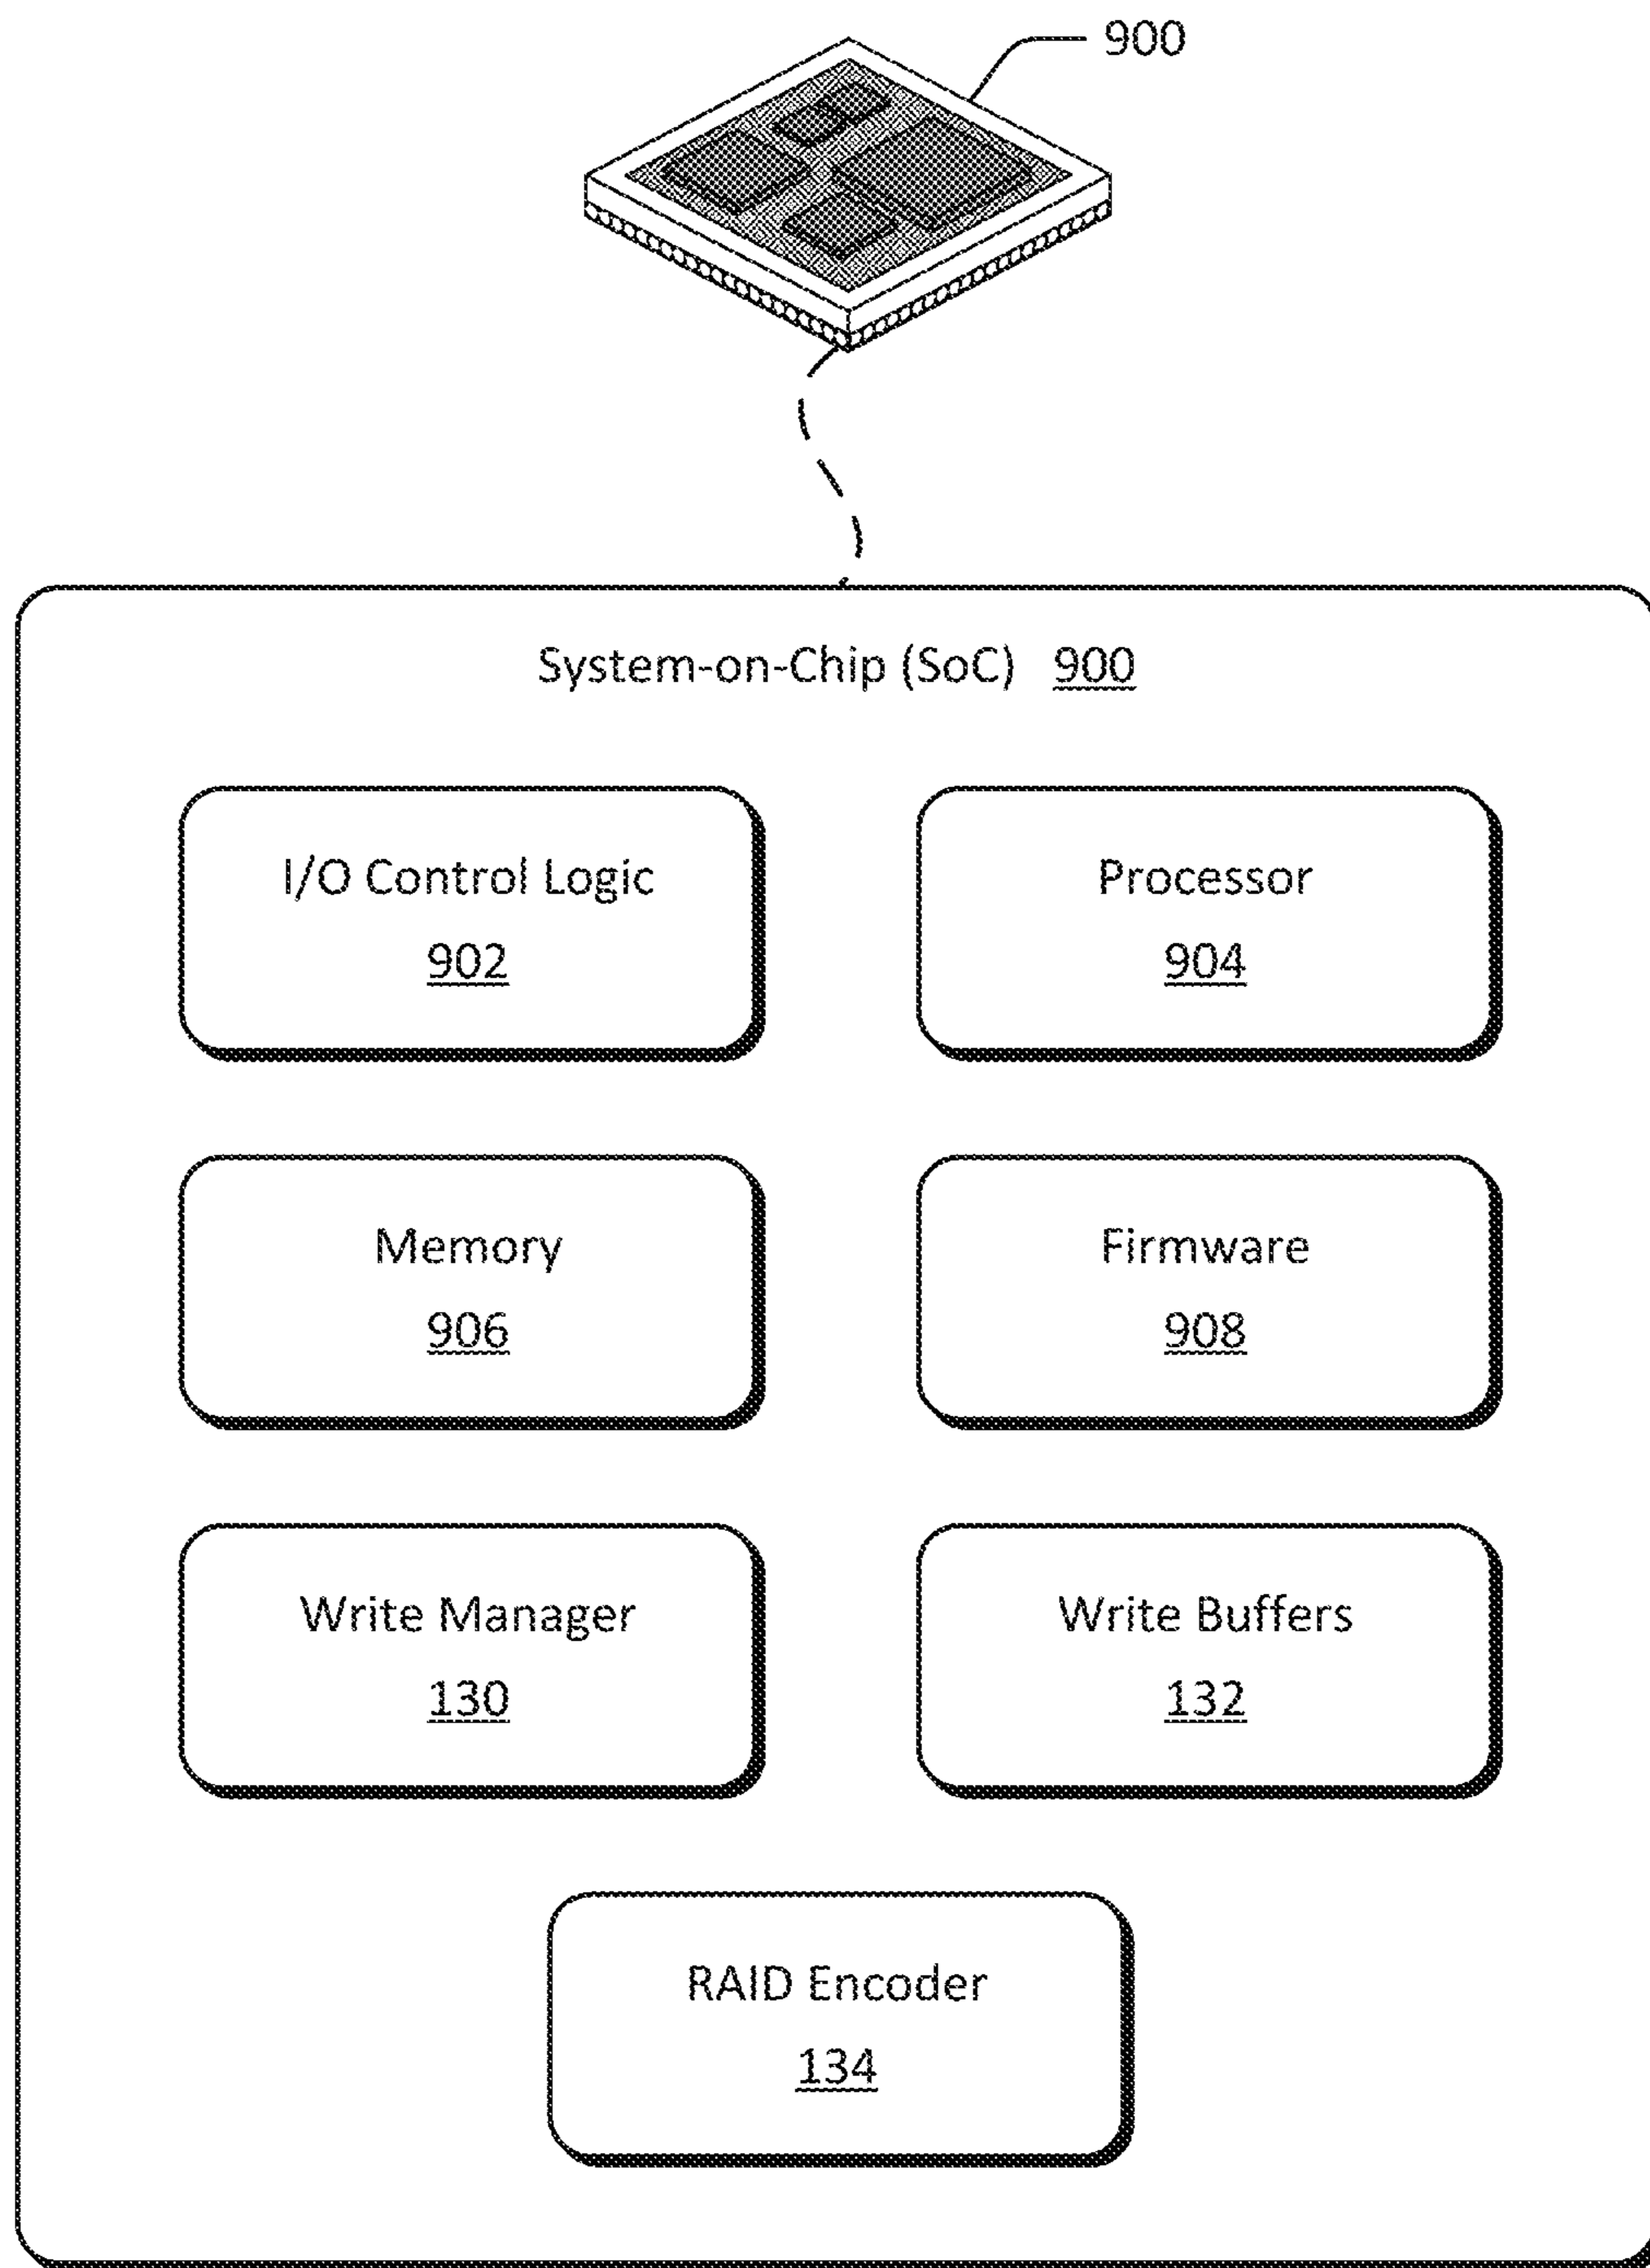 900
System-on-Chip (SoC) 900
I/O Control Logic
902
Processor
904
Memory
906
Firmware
908
Write Manager
130
Write Buffers
132
RAID Encoder
134